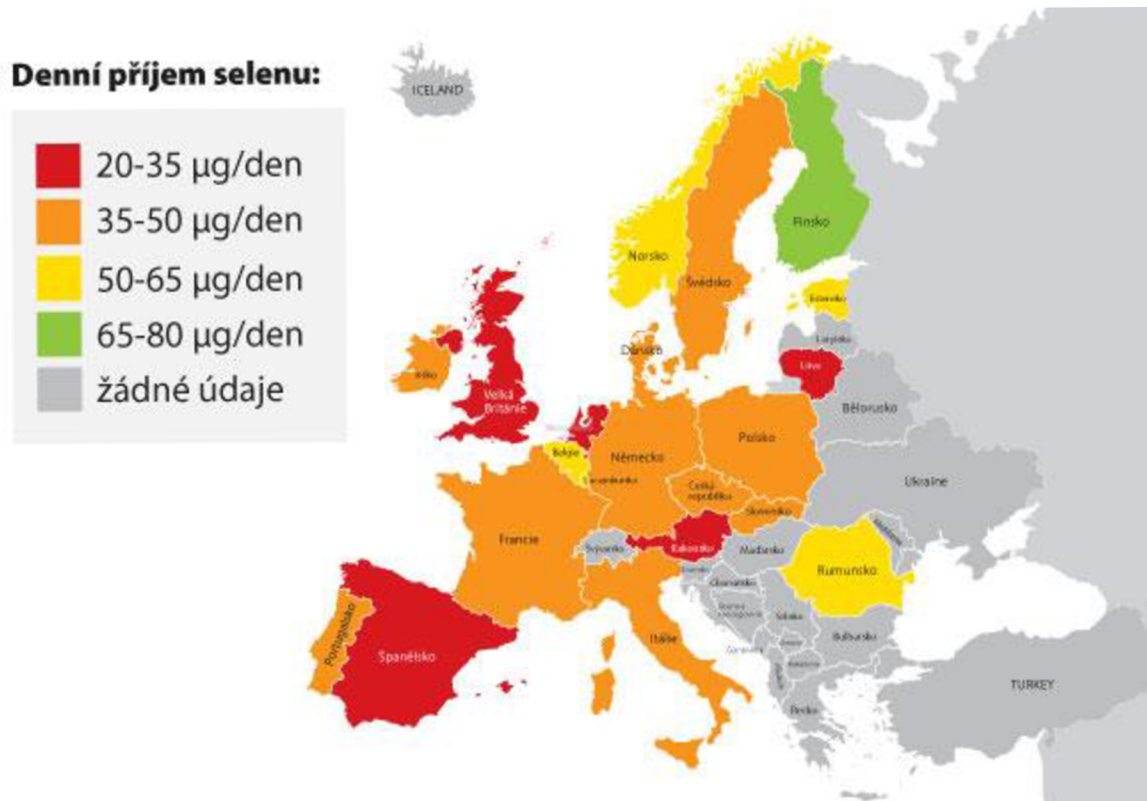 Denní příjem selenu:
20-35 µg/den
35-50 µg/den
50-65 µg/den
65-80 µg/den
žádné údaje
ICELAND
Finsko
Norsko
Švédsko
Estonsko
Lotyšsko
Dánsko
Litva
Irsko
Velká
Británie
Bělorusko
Polsko
Belgie
Německo
Ukraine
Česká
republika
Slovensko
Francie
Švýcarsko
Rakousko
Maďarsko
Rumunsko
Chorvatsko
Portugalsko
Španělsko
Itálie
Bulharsko
TURKEY
Řecko